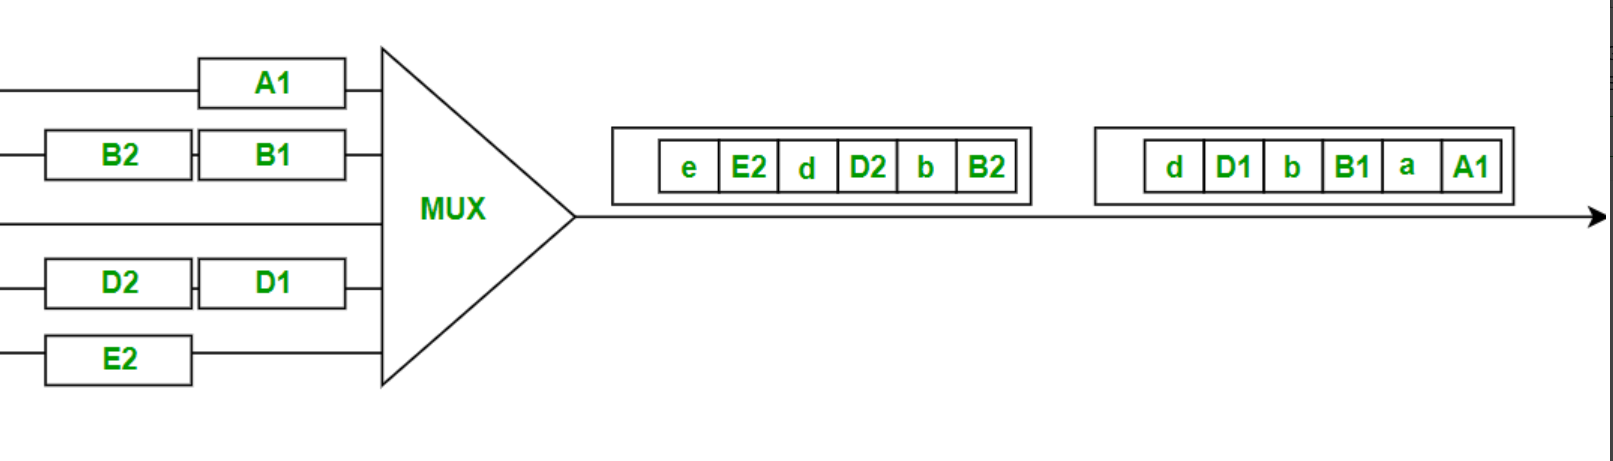 A1
B2 B1
MUX
D2 D1
E2
e E2 d D2 b B2
d D1 b B1 a A1